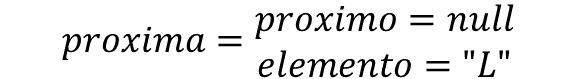 proximo = null
proxima =
elemento = "L"